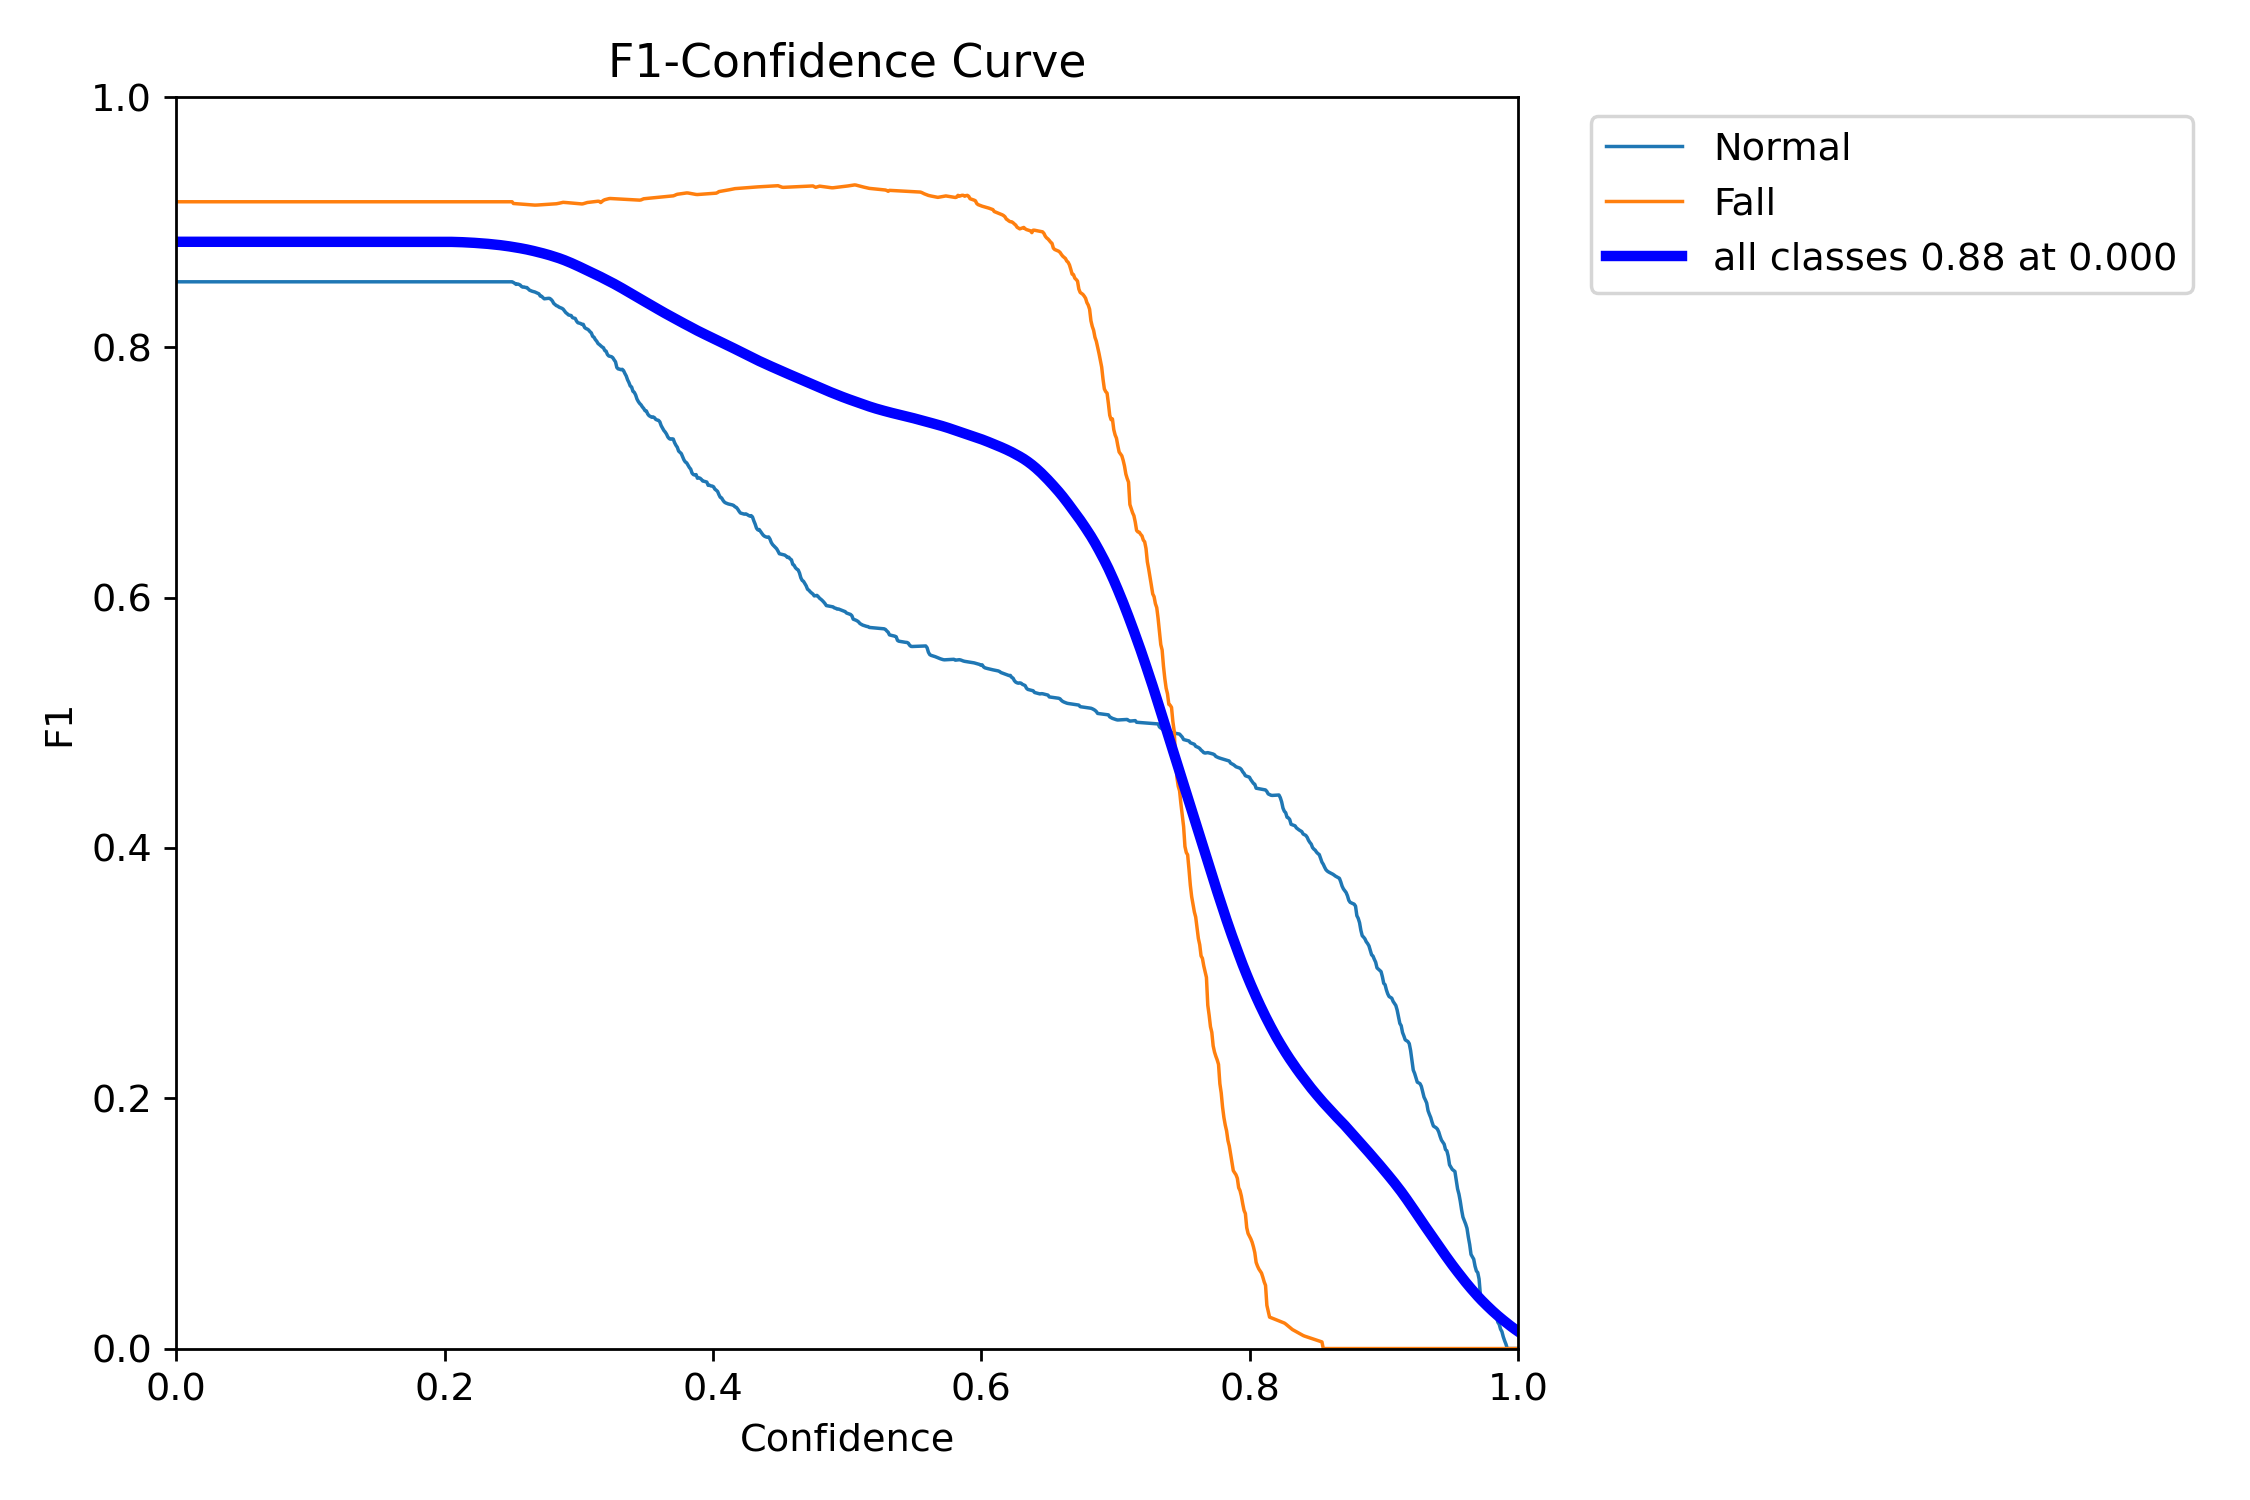 F1-Confidence Curve
1.0
0.8
0.6
0.4
0.2
0.0
F1
0.0 0.2 0.4 0.6 0.8 1.0
Confidence
Normal
Fall
all classes 0.88 at 0.000